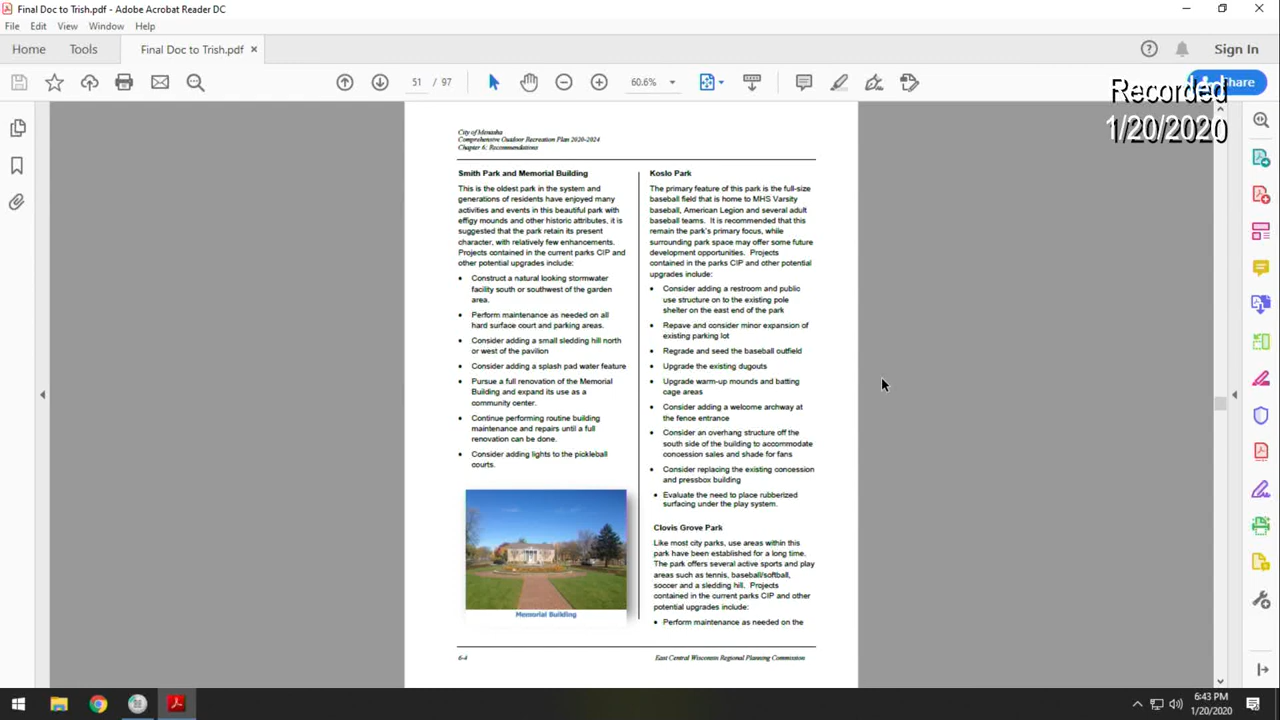 Final Doc to Trish.pdf - Adobe Acrobat Reader DC
File Edit View Window Help
Home Tools Final Doc to Trish.pdf × Sign In
51 / 97 60.6% Share
Recorded
1/20/2020
City of Menasha
Comprehensive Outdoor Recreation Plan 2020-2024
Chapter 6: Recommendations
Smith Park and Memorial Building
This is the oldest park in the system and
generations of residents have enjoyed many
activities and events in this beautiful park with
effigy mounds and other historic attributes, it is
suggested that the park retain its present
character, with relatively few enhancements.
Projects contained in the current parks CIP and
other potential upgrades include:
• Construct a natural looking stormwater
facility south or southwest of the garden
area.
• Perform maintenance as needed on all
hard surface court and parking areas.
• Consider adding a small sledding hill north
or west of the pavilion
• Consider adding a splash pad water feature
• Pursue a full renovation of the Memorial
Building and expand its use as a
community center.
• Continue performing routine building
maintenance and repairs until a full
renovation can be done.
• Consider adding lights to the pickleball
courts.
Memorial Building
Koslo Park
The primary feature of this park is the full-size
baseball field that is home to MHS Varsity
baseball, American Legion and several adult
baseball teams. It is recommended that this
remain the park's primary focus, while
surrounding park space may offer some future
development opportunities. Projects
contained in the parks CIP and other potential
upgrades include:
• Consider adding a restroom and public
use structure on to the existing pole
shelter on the east end of the park
• Repave and consider minor expansion of
existing parking lot
• Regrade and seed the baseball outfield
• Upgrade the existing dugouts
• Upgrade warm-up mounds and batting
cage areas
• Consider adding a welcome archway at
the fence entrance
• Consider an overhang structure off the
south side of the building to accommodate
concession sales and shade for fans
• Consider replacing the existing concession
and pressbox building
• Evaluate the need to place rubberized
surfacing under the play system.
Clovis Grove Park
Like most city parks, use areas within this
park have been established for a long time.
The park offers several active sports and play
areas such as tennis, baseball/softball,
soccer and a sledding hill. Projects
contained in the current parks CIP and other
potential upgrades include:
• Perform maintenance as needed on the
6-4 East Central Wisconsin Regional Planning Commission
6:43 PM
1/20/2020